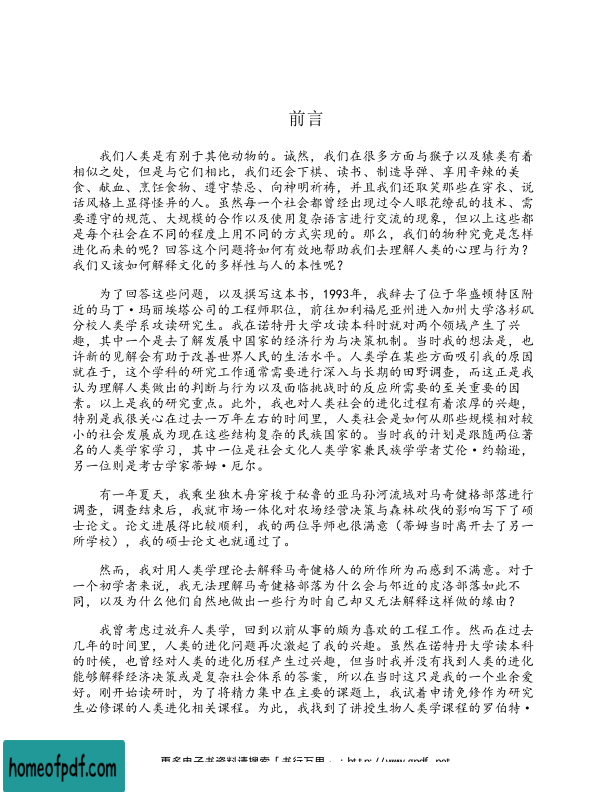 前言
我们人类是有别于其他动物的。诚然，我们在很多方面与猴子以及猿类有着
相似之处，但是与它们相比，我们还会下棋、读书、制造导弹、享用辛辣的美
食、献血、烹饪食物、遵守禁忌、向神明祈祷，并且我们还取笑那些在穿衣、说
话风格上显得怪异的人。虽然每一个社会都曾经出现过令人眼花缭乱的技术、需
要遵守的规范、大规模的合作以及使用复杂语言进行交流的现象，但以上这些都
是每个社会在不同的程度上用不同的方式实现的。那么，我们的物种究竟是怎样
进化而来的呢？回答这个问题将如何有效地帮助我们去理解人类的心理与行为？
我们又该如何解释文化的多样性与人的本性呢？
为了回答这些问题，以及撰写这本书，1993年，我辞去了位于华盛顿特区附
近的马丁·玛丽埃塔公司的工程师职位，前往加利福尼亚州进入加州大学洛杉矶
分校人类学系攻读研究生。我在诺特丹大学攻读本科时就对两个领域产生了兴
趣，其中一个是去了解发展中国家的经济行为与决策机制。当时我的想法是，也
许新的见解会有助于改善世界人民的生活水平。人类学在某些方面吸引我的原因
就在于，这个学科的研究工作通常需要进行深入与长期的田野调查，而这正是我
认为理解人类做出的判断与行为以及面临挑战时的反应所需要的至关重要的因
素。以上是我的研究重点。此外，我也对人类社会的进化过程有着浓厚的兴趣，
特别是我很关心在过去一万年左右的时间里，人类社会是如何从那些规模相对较
小的社会发展成为现在这些结构复杂的民族国家的。当时我的计划是跟随两位著
名的人类学家学习，其中一位是社会文化人类学家兼民族学学者艾伦·约翰逊，
另一位则是考古学家蒂姆·厄尔。
有一年夏天，我乘坐独木舟穿梭于秘鲁的亚马孙河流域对马奇健格部落进行
调查，调查结束后，我就市场一体化对农场经营决策与森林砍伐的影响写下了硕
士论文。论文进展得比较顺利，我的两位导师也很满意（蒂姆当时离开去了另一
所学校），我的硕士论文也就通过了。
然而，我对用人类学理论去解释马奇健格人的所作所为而感到不满意。对于
一个初学者来说，我无法理解马奇健格部落为什么会与邻近的皮洛部落如此不
同，以及为什么他们自然地做出一些行为时自己却又无法解释这样做的缘由？
我曾考虑过放弃人类学，回到以前从事的颇为喜欢的工程工作。然而在过去
几年的时间里，人类的进化问题再次激起了我的兴趣。虽然在诺特丹大学读本科
的时候，也曾经对人类的进化历程产生过兴趣，但当时我并没有找到人类的进化
能够解释经济决策或是复杂社会体系的答案，所以在当时这只是我的一个业余爱
好。刚开始读研时，为了将精力集中在主要的课题上，我试着申请免修作为研究
生必修课的人类进化相关课程。为此，我找到了讲授生物人类学课程的罗伯特·
homeofpdf.com